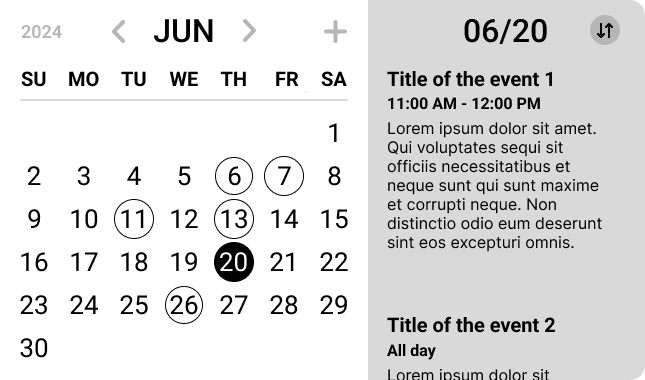 2024 JUN
SU MO TU WE TH FR SA
1
2 3 4 5 6 7 8
9 10 11 12 13 14 15
16 17 18 19 20 21 22
23 24 25 26 27 28 29
30
06/20
Title of the event 1
11:00 AM - 12:00 PM
Lorem ipsum dolor sit amet.
Qui voluptates sequi sit
officiis necessitatibus et
neque sunt qui sunt maxime
et corrupti neque. Non
distinctio odio eum deserunt
sint eos excepturi omnis.
Title of the event 2
All day
Lorem ipsum dolor sit